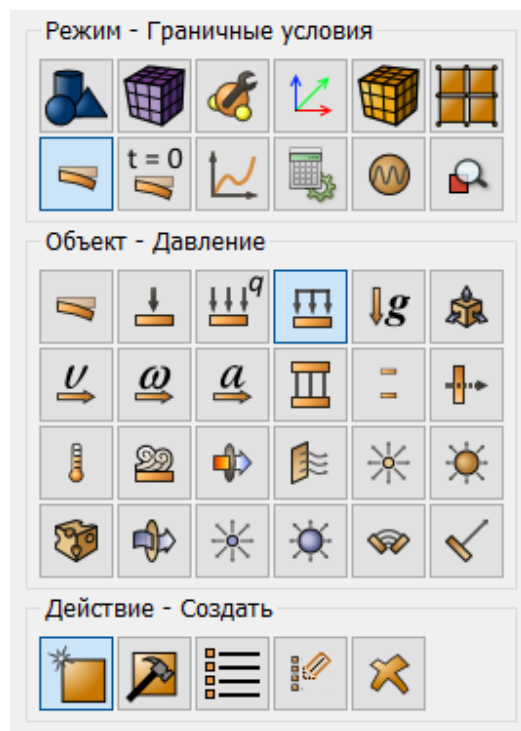 Режим - Граничные условия
t = 0
Объект - Давление
q
g
υ ω a
Действие - Создать